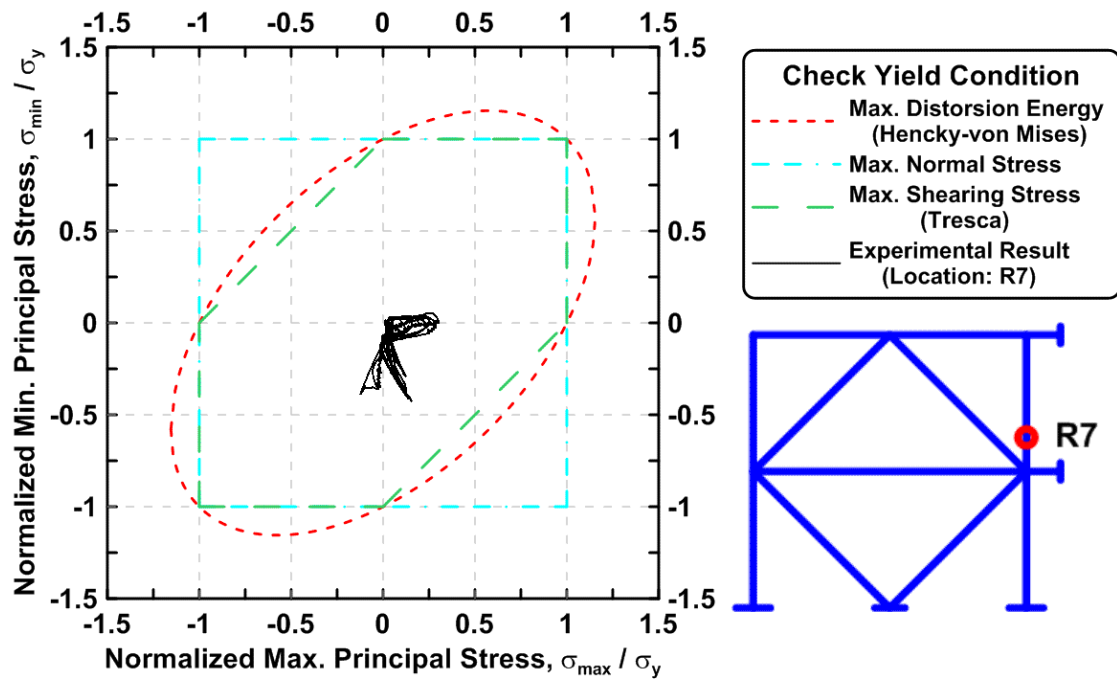 -1.5 -1 -0.5 0 0.5 1 1.5
1.5 1.5
1 1
0.5 0.5
0 0
-0.5 -0.5
-1 -1
-1.5 -1.5
-1.5 -1 -0.5 0 0.5 1 1.5
Normalized Min. Principal Stress, σmin / σy
Normalized Max. Principal Stress, σmax / σy
Check Yield Condition
Max. Distorsion Energy
(Hencky-von Mises)
Max. Normal Stress
Max. Shearing Stress
(Tresca)
Experimental Result
(Location: R7)
R7